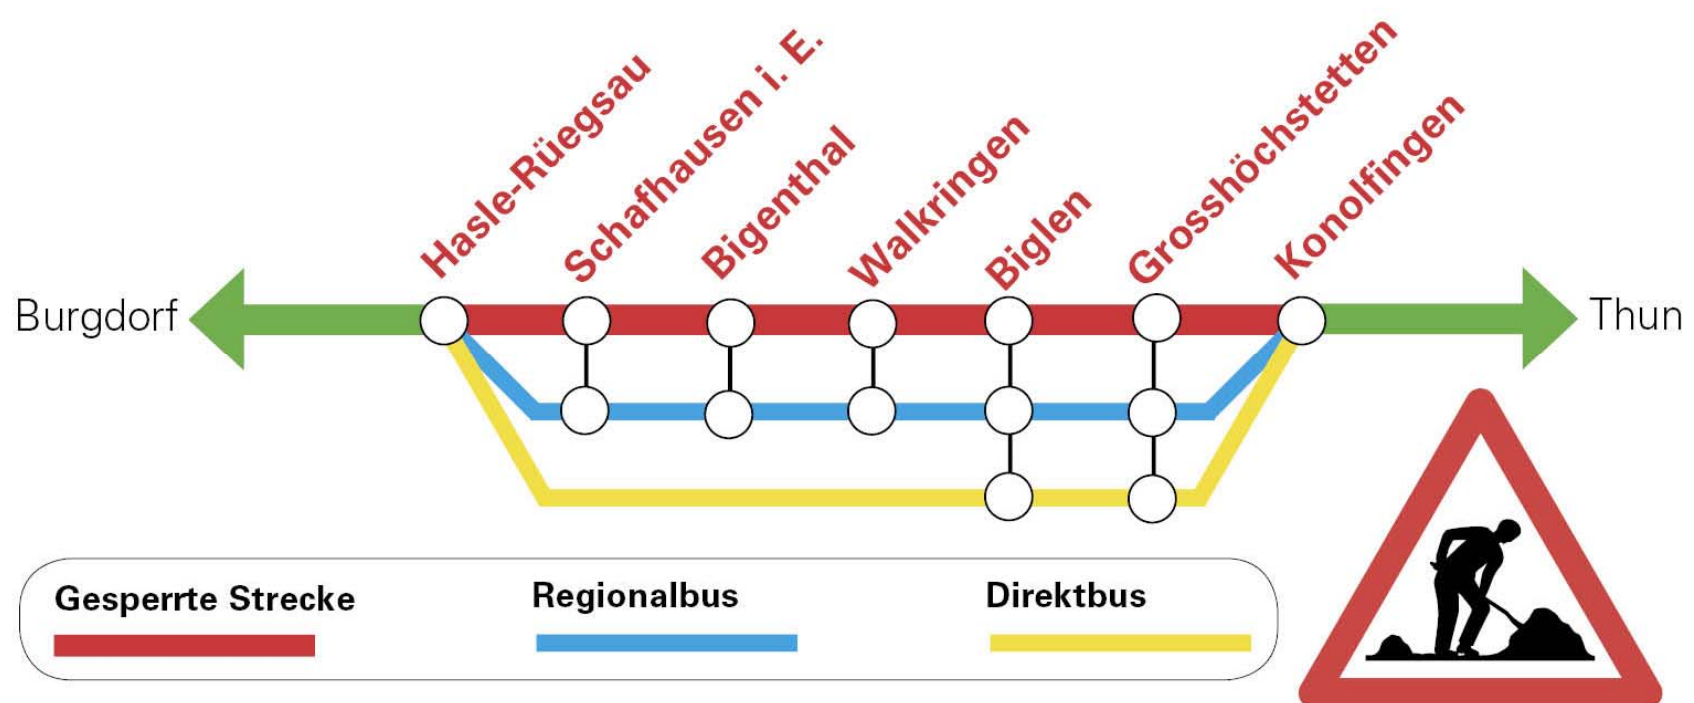 Hasle-Rüegsau
Schafhausen i. E.
Bigenthal
Walkringen
Biglen
Grosshöchstetten
Konolfingen
Burgdorf
Thun
Gesperrte Strecke
Regionalbus
Direktbus